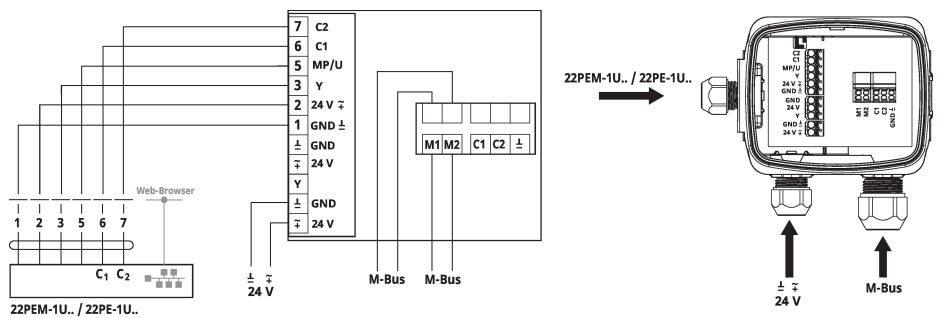 7 C2
6 C1
5 MP/U
3 Y
2 24 V ⏦
1 GND ⊥
⊥ GND
⏦ 24 V
Y
⊥ GND
⏦ 24 V
M1 M2 C1 C2 ⊥
Web-Browser
1 2 3 5 6 7
C1 C2
22PEM-1U.. / 22PE-1U..
⊥ ⏦
24 V
M-Bus M-Bus
22PEM-1U.. / 22PE-1U..
C2
C1
MP/U
Y
24 V ⏦
GND ⊥
GND
24 V
Y
GND ⊥
24 V ⏦
M1 M2 C1 C2 GND ⊥
⊥ ⏦
24 V
M-Bus